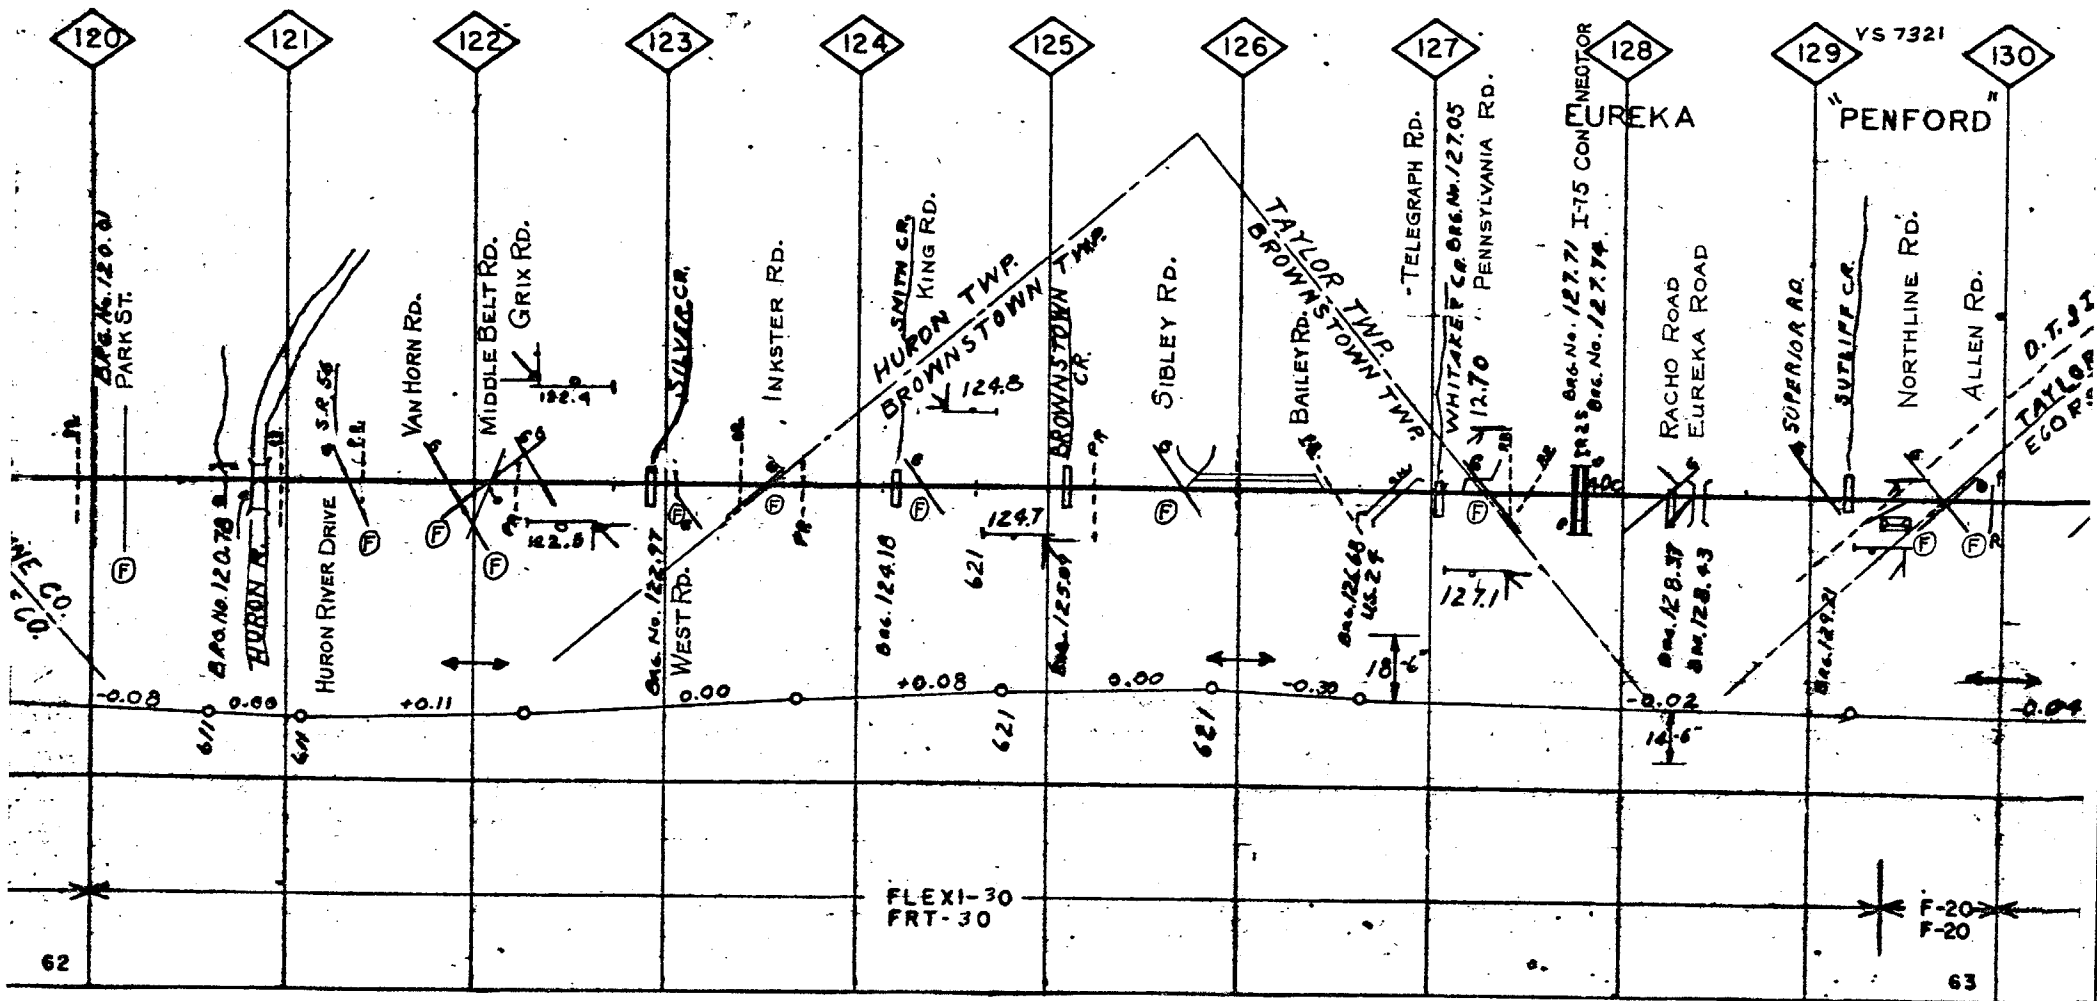 120
121
122
123
124
125
126
127
128
129
130
YS 7321
EUREKA
"PENFORD"
BRG. No. 120.01
PARK ST.
BRG. No. 120.78
HURON R.
HURON RIVER DRIVE
S.R. 56
VAN HORN RD.
MIDDLE BELT RD.
GRIX RD.
122.4
122.5
SILVER CR.
BRG. No. 122.97
WEST RD.
INKSTER RD.
PR
SMITH CR.
KING RD.
BRG. 124.18
HURON TWP.
BROWNSTOWN TWP.
124.8
124.7
621
BROWNSTOWN CR.
PR
BRG. 125.09
SIBLEY RD.
BAILEY RD.
TAYLOR TWP.
BROWNSTOWN TWP.
BRG. 126.68
U.S. 24
TELEGRAPH RD.
WHITAKER CR. BRG. No. 127.05
12.70
PENNSYLVANIA RD.
127.1
BRG. No. 127.71
BRG. No. 127.74
I-75 CONNECTOR
RACHO ROAD
EUREKA ROAD
BRG. 128.37
BRG. 128.43
SUPERIOR RD.
SUTLIFF CR.
BRG. 129.21
NORTHLINE RD.
ALLEN RD.
D.T. & I
TAYLOR
ECOR
F
F
F
F
F
F
F
F
F
F
F
-0.08
0.00
+0.11
0.00
+0.08
0.00
-0.30
-0.02
-0.04
18'-6"
14'-6"
611
611
621
621
FLEXI-30
FRT-30
F-20
F-20
62
63